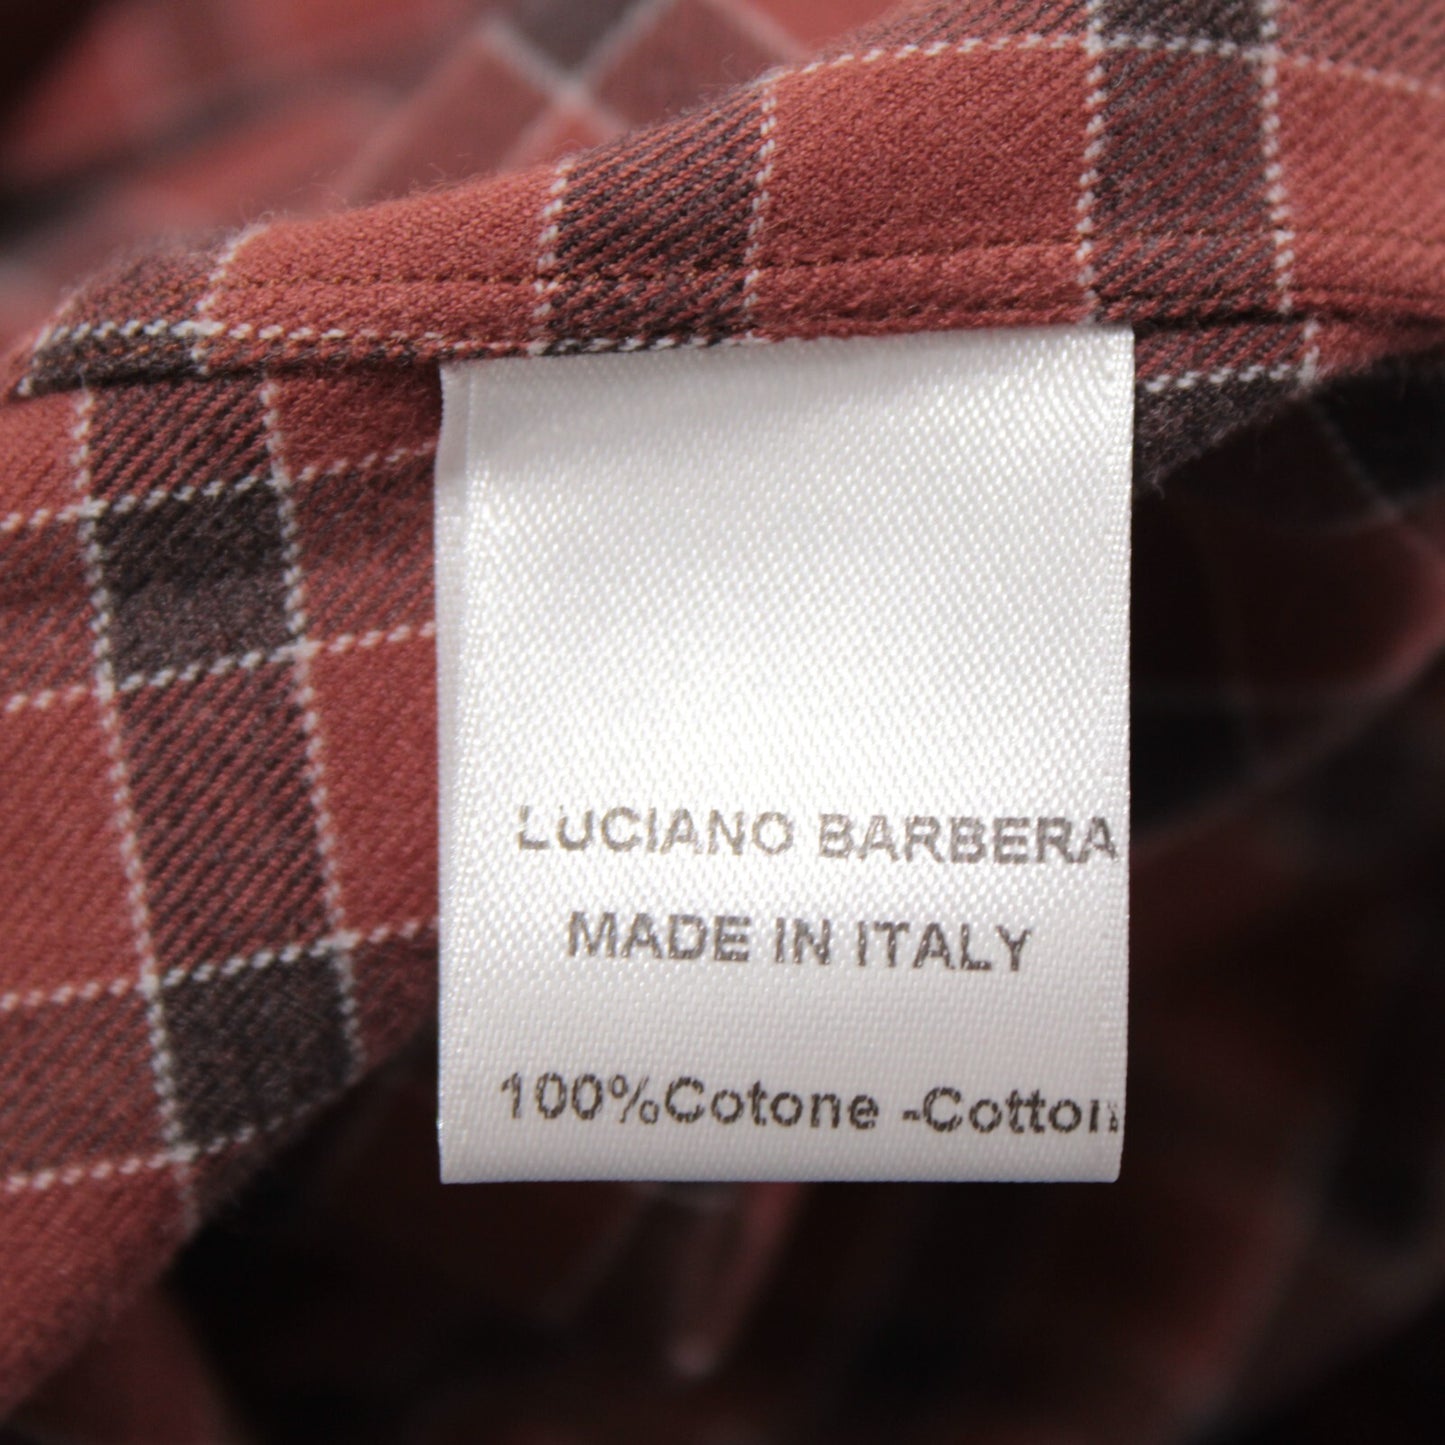 LUCIANO BARBERA
MADE IN ITALY
100%Cotone -Cotton